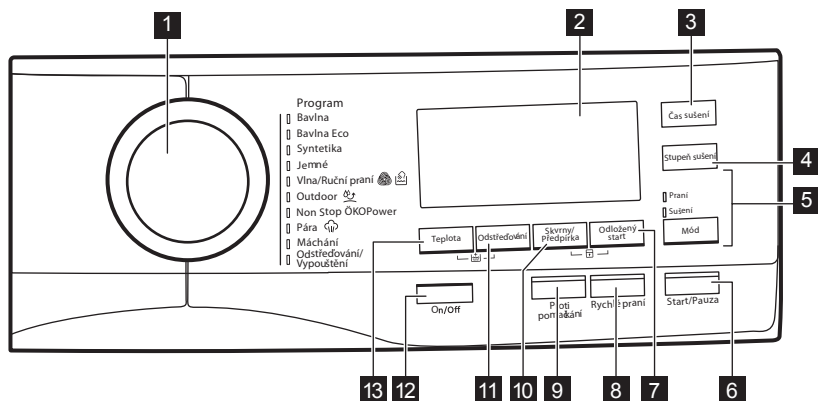 1
2
3
Program
Bavlna
Bavlna Eco
Syntetika
Jemné
Vlna/Ruční praní
Outdoor
Non Stop ÖKOPower
Pára
Máchání
Odstřeďování/
Vypouštění
Čas sušení
Stupeň sušení
4
5
Praní
Sušení
Mód
Teplota
Odstřeďování
Skvrny/
Předpírka
Odložený
start
On/Off
Proti
pomačkání
Rychlé praní
Start/Pauza
13
12
11
10
9
8
7
6